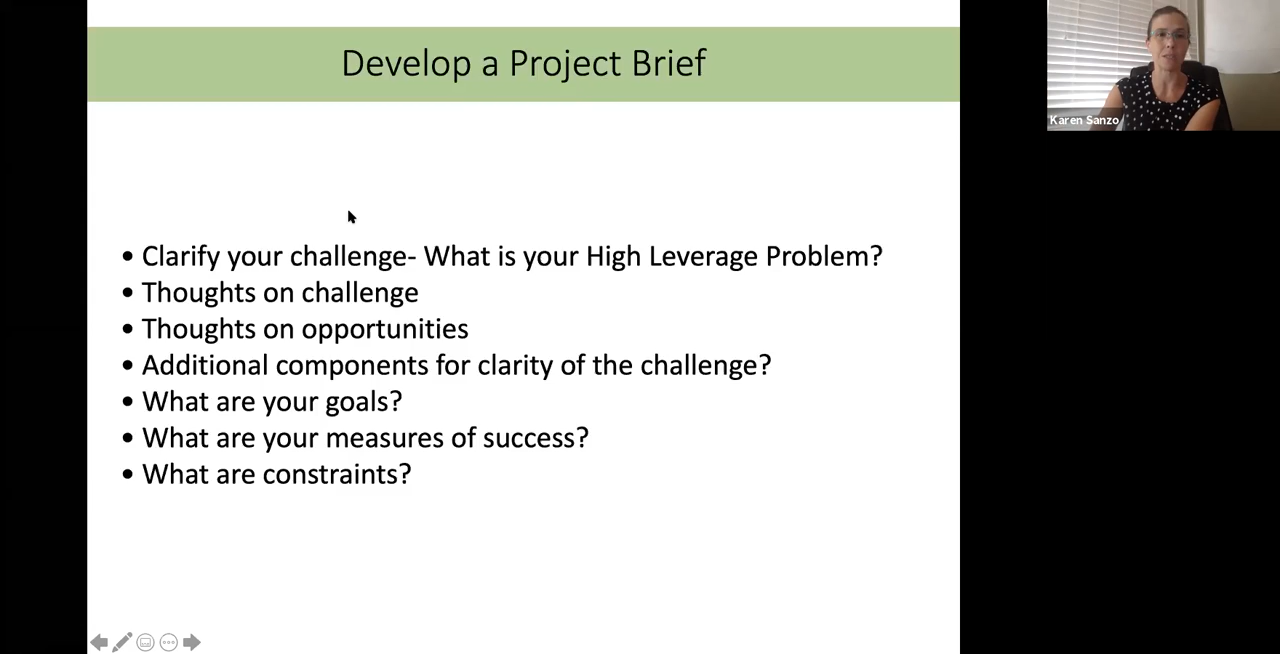 Develop a Project Brief
Karen Sanzo
• Clarify your challenge- What is your High Leverage Problem?
• Thoughts on challenge
• Thoughts on opportunities
• Additional components for clarity of the challenge?
• What are your goals?
• What are your measures of success?
• What are constraints?